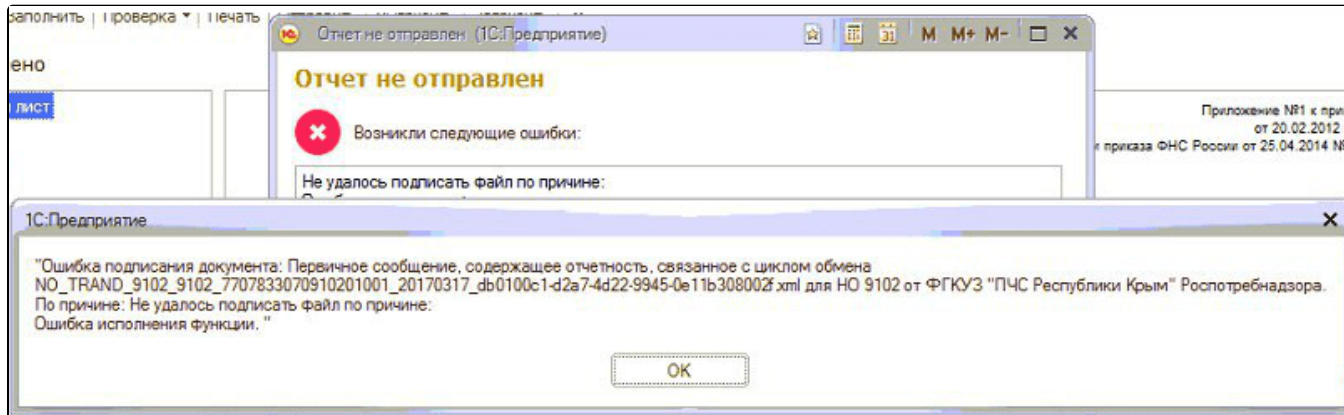 Заполнить Проверка Печать
Отчет не отправлен (1С:Предприятие)
31 M M+ M-
ено
Отчет не отправлен
лист
Возникли следующие ошибки:
Приложение №1 к при
от 20.02.2012
приказа ФНС России от 25.04.2014 №
Не удалось подписать файл по причине:
1С:Предприятие
"Ошибка подписания документа: Первичное сообщение, содержащее отчетность, связанное с циклом обмена
NO_TRAND_9102_9102_7707833070910201001_20170317_db0100c1-d2a7-4d22-9945-0e11b308002f.xml для НО 9102 от ФГКУЗ "ПЧС Республики Крым" Роспотребнадзора.
По причине: Не удалось подписать файл по причине:
Ошибка исполнения функции. "
OK